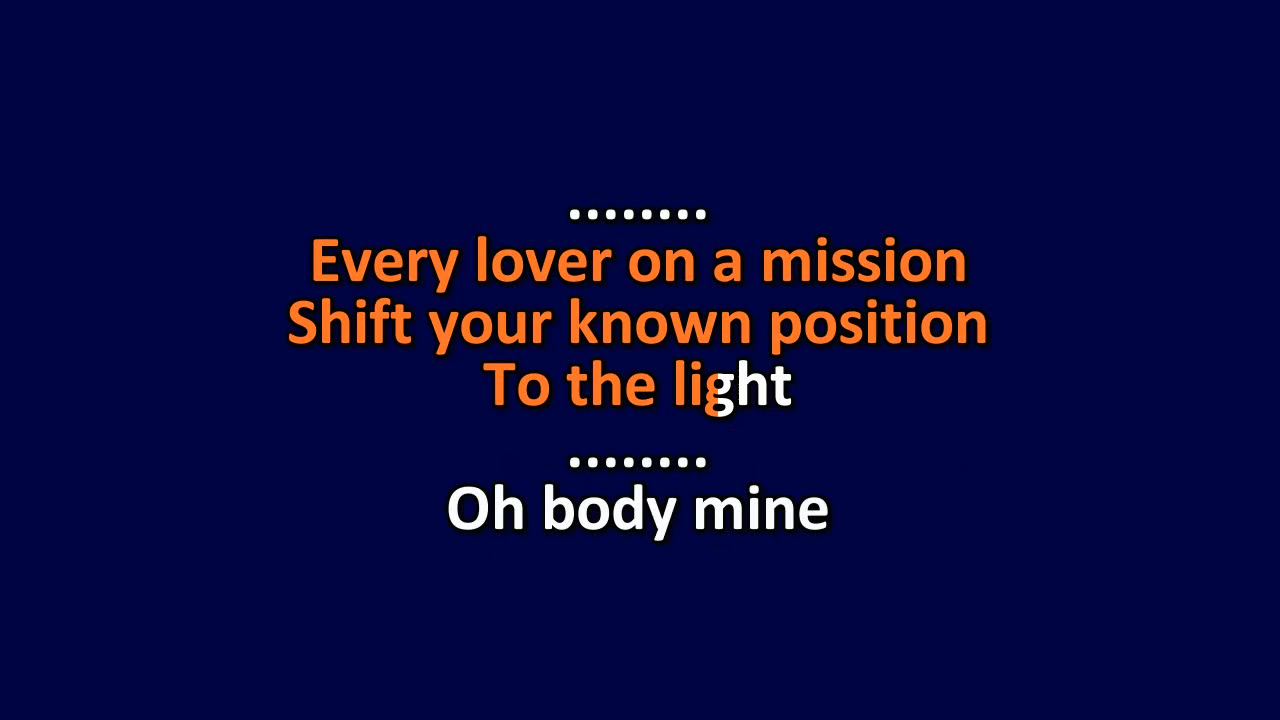 ........
Every lover on a mission
Shift your known position
To the light
........
Oh body mine